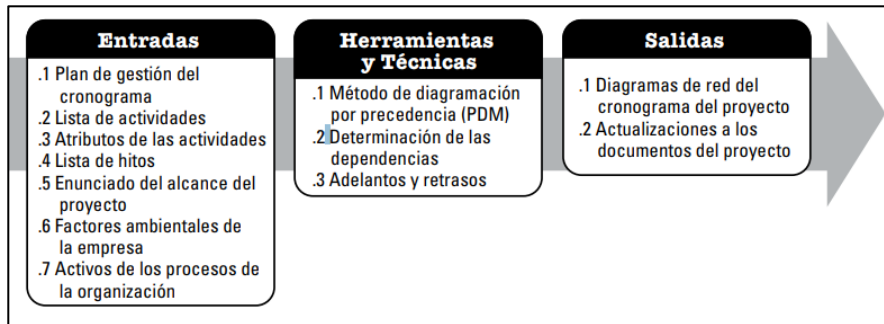 Entradas
.1 Plan de gestión del
cronograma
.2 Lista de actividades
.3 Atributos de las actividades
.4 Lista de hitos
.5 Enunciado del alcance del
proyecto
.6 Factores ambientales de
la empresa
.7 Activos de los procesos de
la organización
Herramientas
y Técnicas
.1 Método de diagramación
por precedencia (PDM)
.2 Determinación de las
dependencias
.3 Adelantos y retrasos
Salidas
.1 Diagramas de red del
cronograma del proyecto
.2 Actualizaciones a los
documentos del proyecto